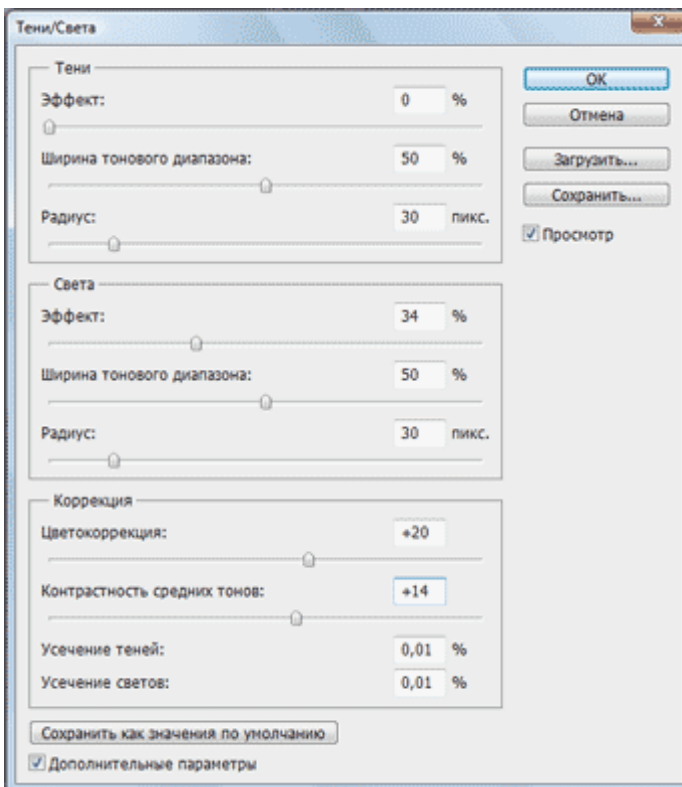 Тени/Света
Тени
Эффект: 0 %
Ширина тонового диапазона: 50 %
Радиус: 30 пикс.
Света
Эффект: 34 %
Ширина тонового диапазона: 50 %
Радиус: 30 пикс.
Коррекция
Цветокоррекция: +20
Контрастность средних тонов: +14
Усечение теней: 0,01 %
Усечение светов: 0,01 %
Сохранить как значения по умолчанию
Дополнительные параметры
OK
Отмена
Загрузить...
Сохранить...
Просмотр